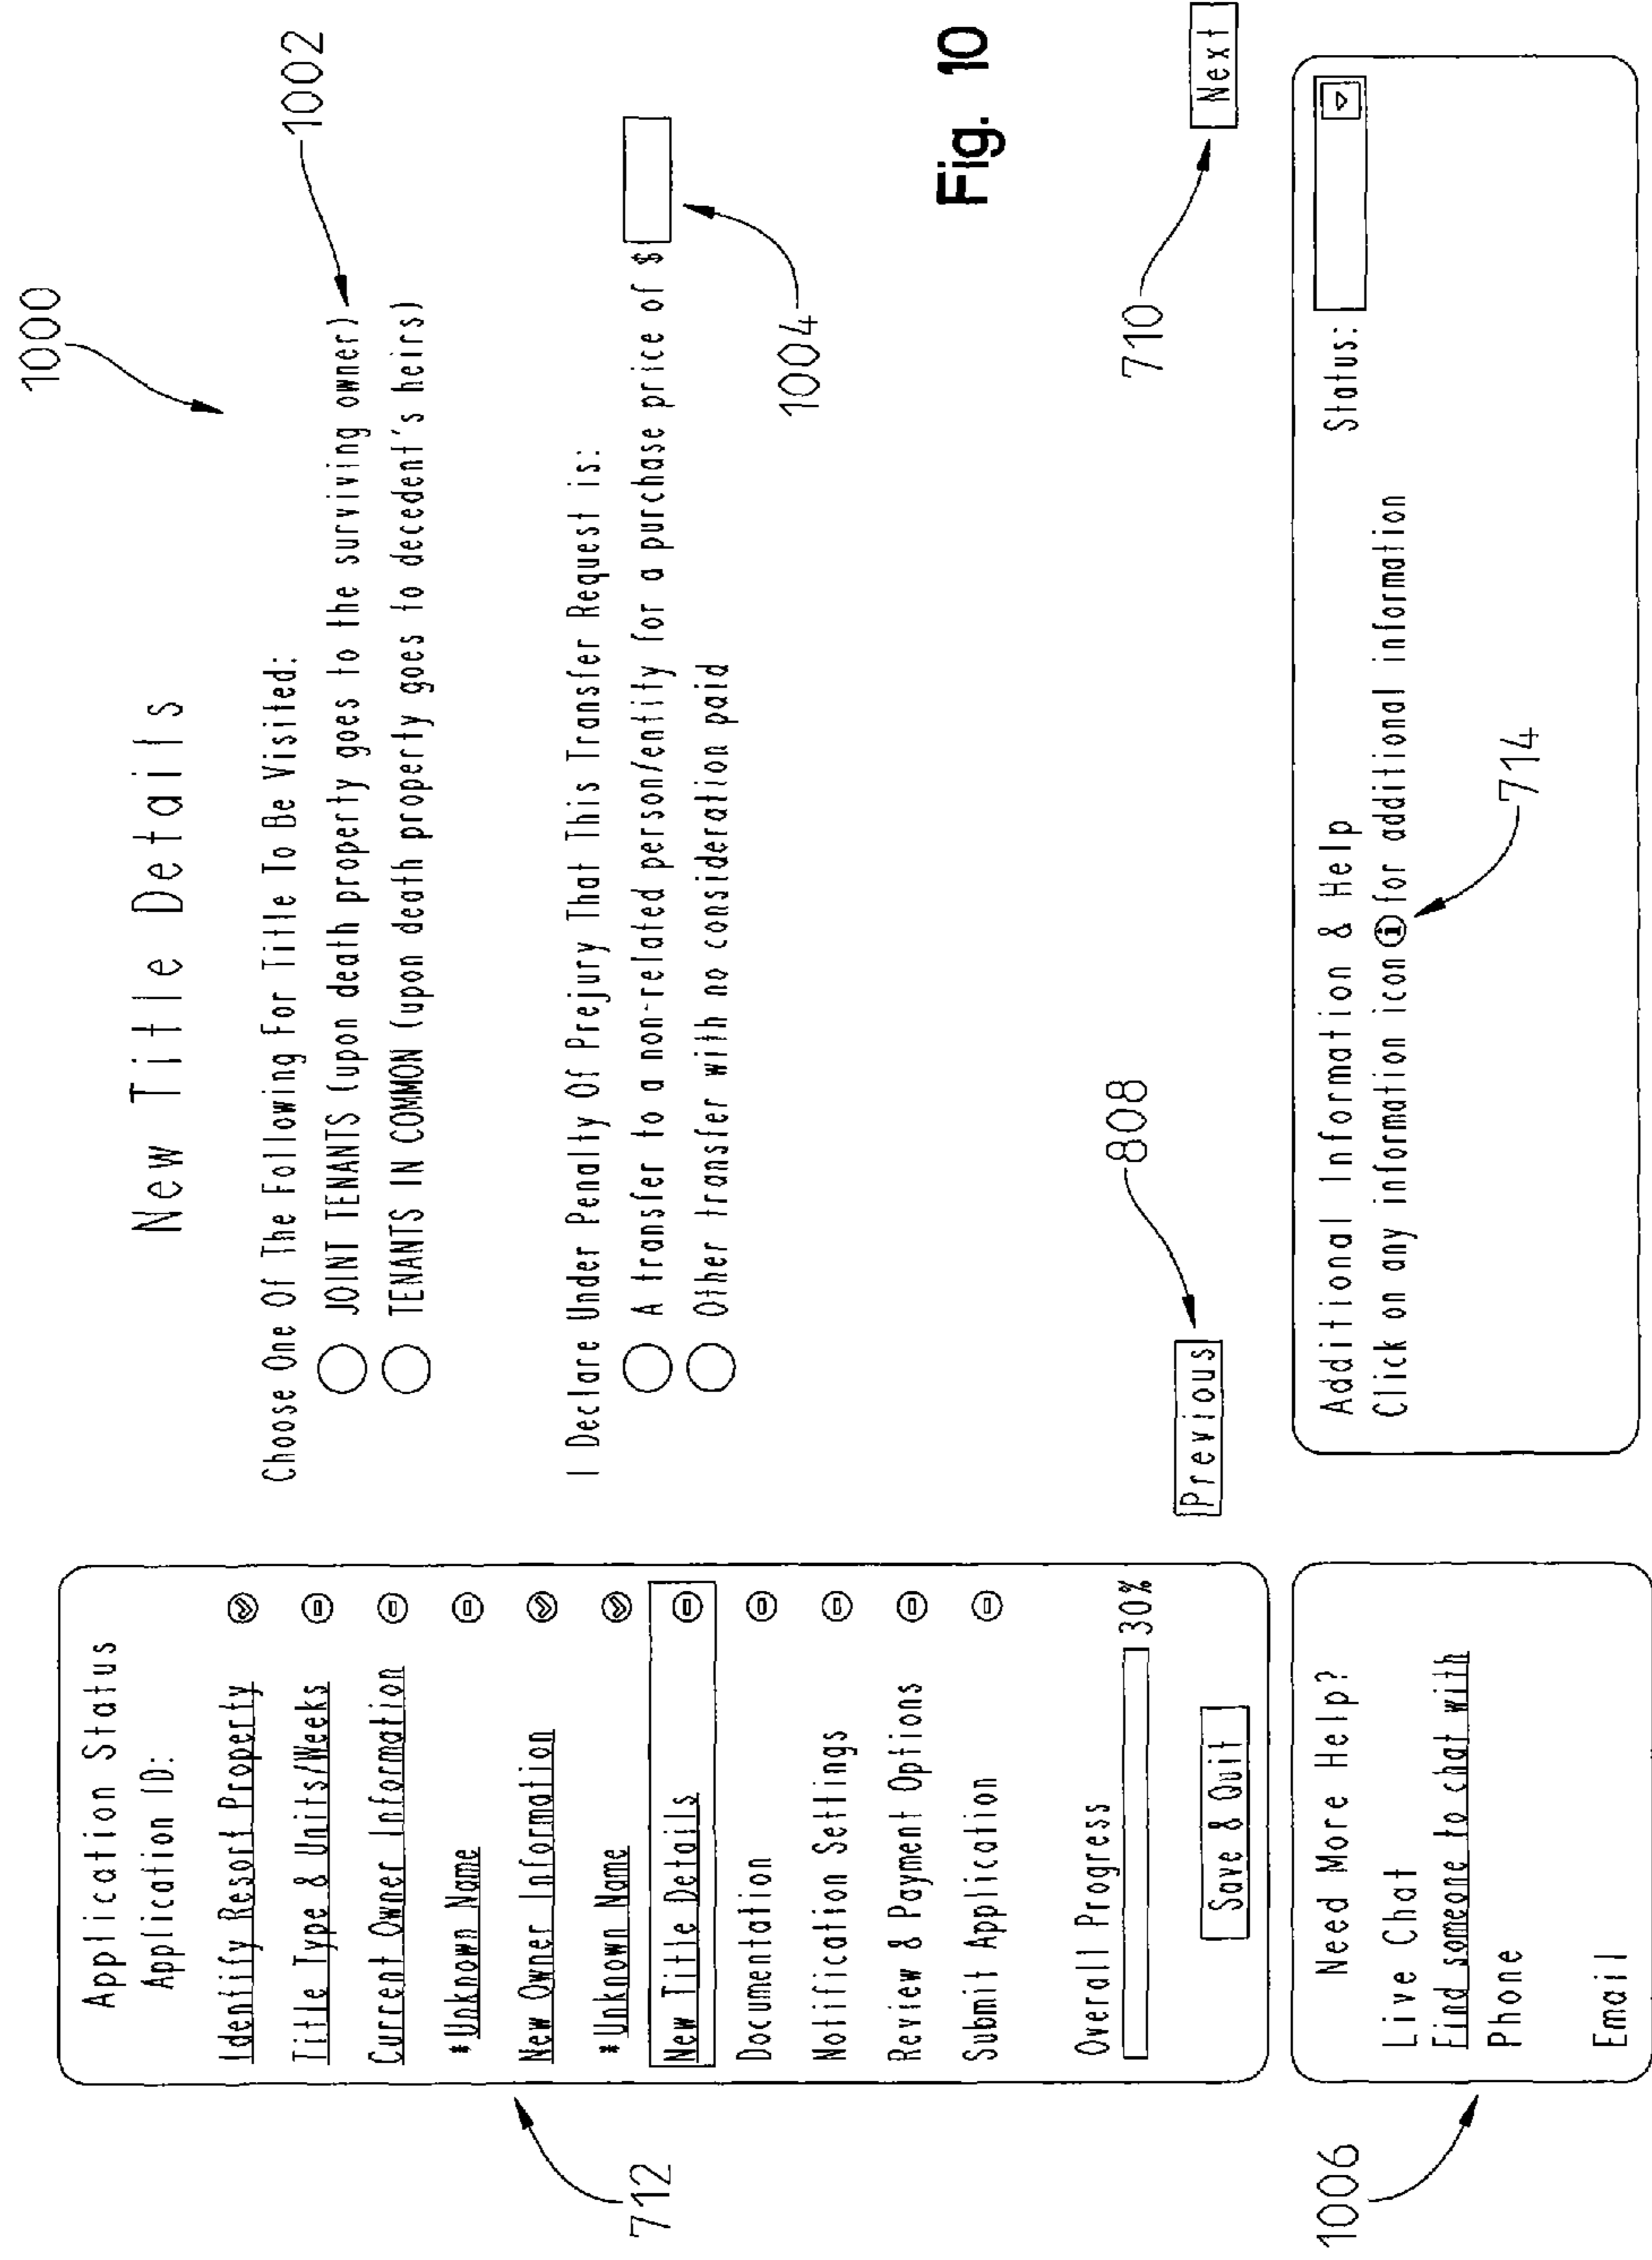 1000
New Title Details
Choose One Of The Following For Title To Be Visited:
JOINT TENANTS (upon death property goes to the surviving owner)
1002
TENANTS IN COMMON (upon death property goes to decedent's heirs)
I Declare Under Penalty Of Prejury That This Transfer Request is:
A transfer to a non-related person/entity for a purchase price of $
1004
Other transfer with no consideration paid
Fig. 10
808
Previous
710
Next
Application Status
Application ID:
Identify Resort Property
Title Type & Units/Weeks
Current Owner Information
*Unknown Name
New Owner Information
*Unknown Name
New Title Details
Documentation
Notification Settings
Review & Payment Options
Submit Application
Overall Progress
30%
Save & Quit
712
Need More Help?
Live Chat
Find someone to chat with
Phone
Email
1006
Additional Information & Help
Status:
Click on any information icon i for additional information
714